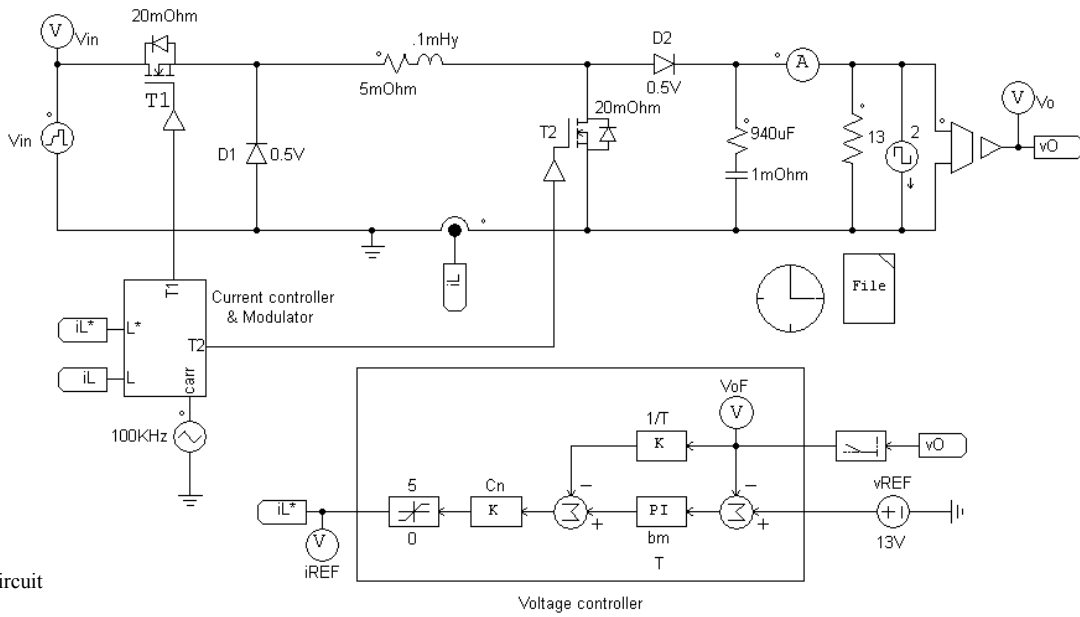 20mOhm
V
Vin
T1
.1mHy
5mOhm
D2
0.5V
A
20mOhm
T2
Vin
D1
0.5V
940uF
1mOhm
13
2
V
Vo
vO
iL
File
T1
Current controller
& Modulator
iL*
L*
T2
iL
L
carr
100KHz
VoF
V
1/T
K
vO
vREF
5
Cn
iL*
K
PI
0
bm
T
13V
V
iREF
ircuit
Voltage controller